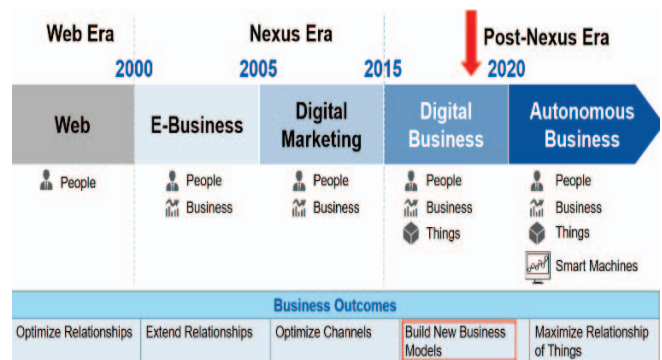 Web Era Nexus Era Post-Nexus Era
2000 2005 2015 2020
Web E-Business Digital Marketing Digital Business Autonomous Business
People People People People People
Business Business Business Business
Things Things
Smart Machines
Business Outcomes
Optimize Relationships Extend Relationships Optimize Channels Build New Business Models Maximize Relationship of Things